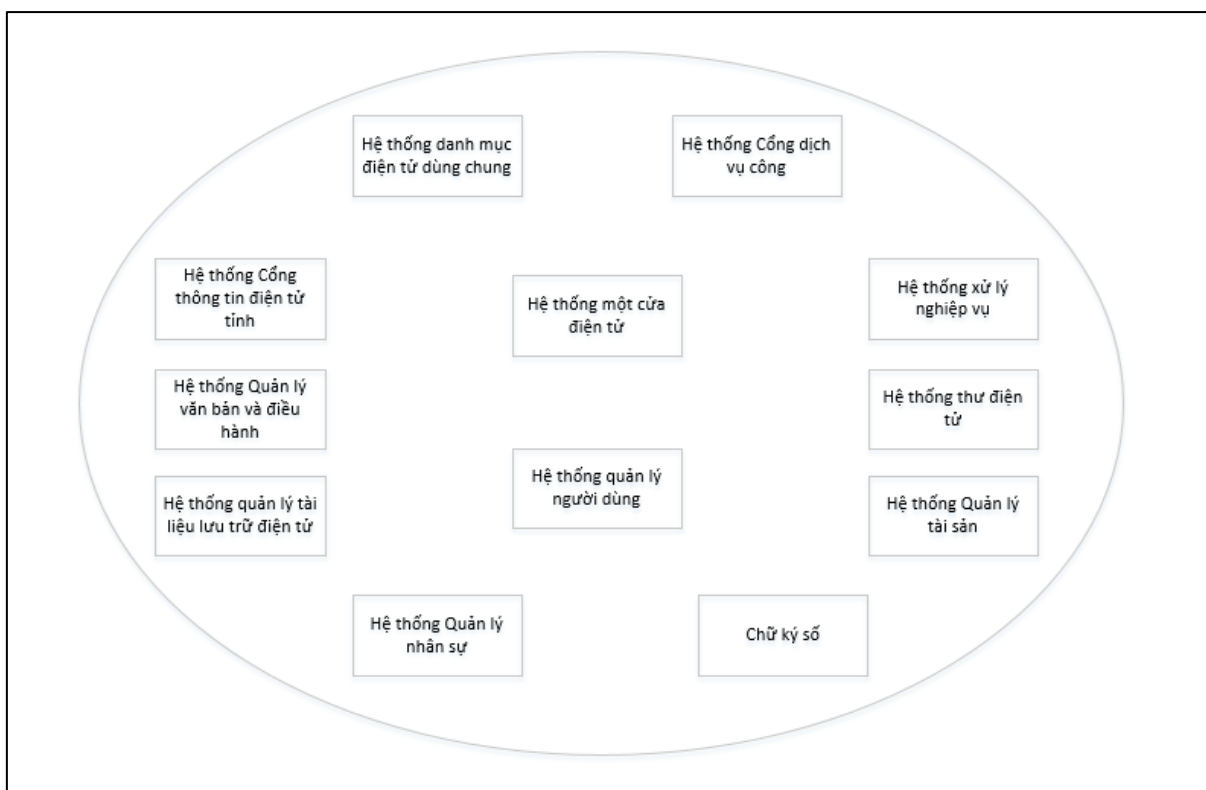 Hệ thống danh mục
điện tử dùng chung
Hệ thống Cổng dịch
vụ công
Hệ thống Cổng
thông tin điện tử
tỉnh
Hệ thống một cửa
điện tử
Hệ thống xử lý
nghiệp vụ
Hệ thống Quản lý
văn bản và điều
hành
Hệ thống thư điện
tử
Hệ thống quản lý
người dùng
Hệ thống quản lý tài
liệu lưu trữ điện tử
Hệ thống Quản lý
tài sản
Hệ thống Quản lý
nhân sự
Chữ ký số